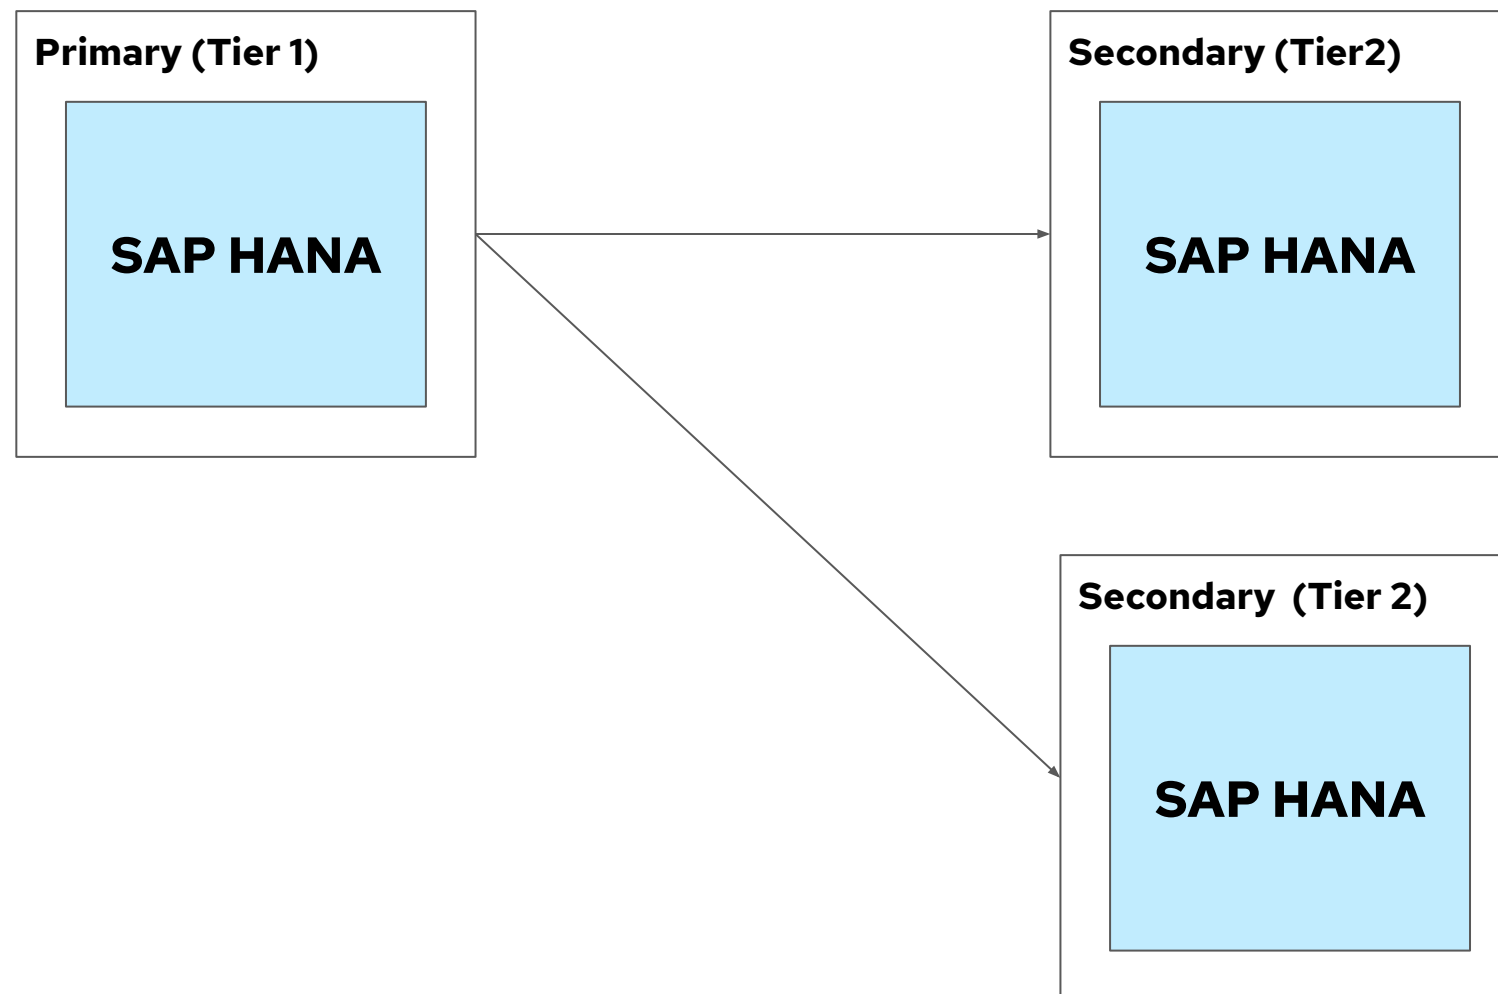 Primary (Tier 1)
SAP HANA
Secondary (Tier2)
SAP HANA
Secondary  (Tier 2)
SAP HANA